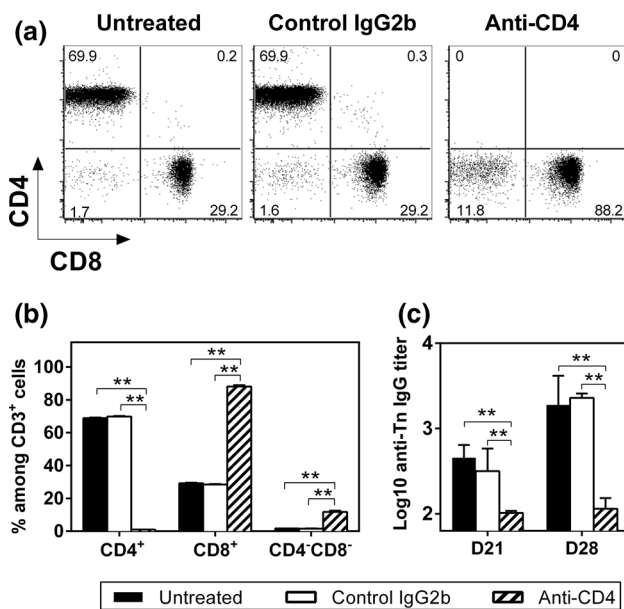 (a)
Untreated Control IgG2b Anti-CD4
69.9 0.2 69.9 0.3 0 0
1.7 29.2 1.6 29.2 11.8 88.2
CD4
CD8
(b)
% among CD3⁺ cells
100
80
60
40
20
0
** ** ** ** ** **
CD4⁺ CD8⁺ CD4⁻CD8⁻
(c)
Log10 anti-Tn IgG titer
4
3
2
** ** ** **
D21 D28
Untreated Control IgG2b Anti-CD4